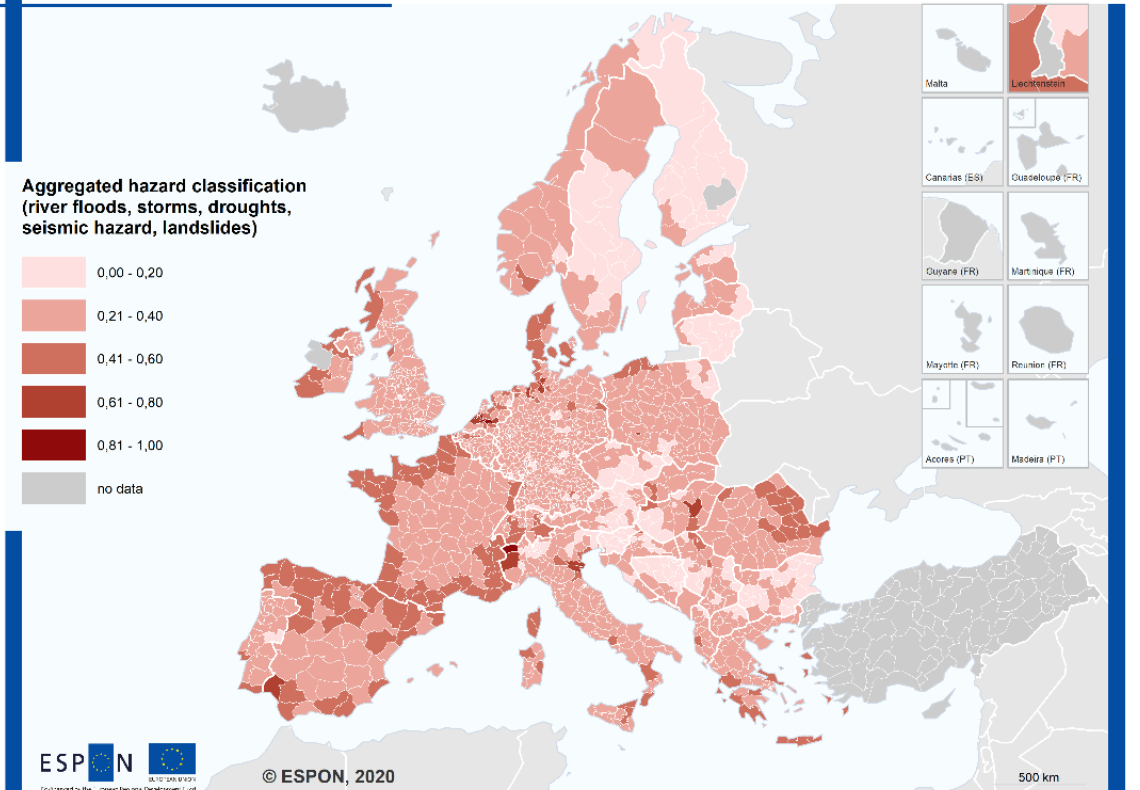 Aggregated hazard classification
(river floods, storms, droughts,
seismic hazard, landslides)
0,00 - 0,20
0,21 - 0,40
0,41 - 0,60
0,61 - 0,80
0,81 - 1,00
no data
Malta
Liechtenstein
Canarias (ES)
Guadeloupe (FR)
Guyane (FR)
Martinique (FR)
Mayotte (FR)
Reunion (FR)
Acores (PT)
Madeira (PT)
ESPON
EUROPEAN UNION
© ESPON, 2020
500 km